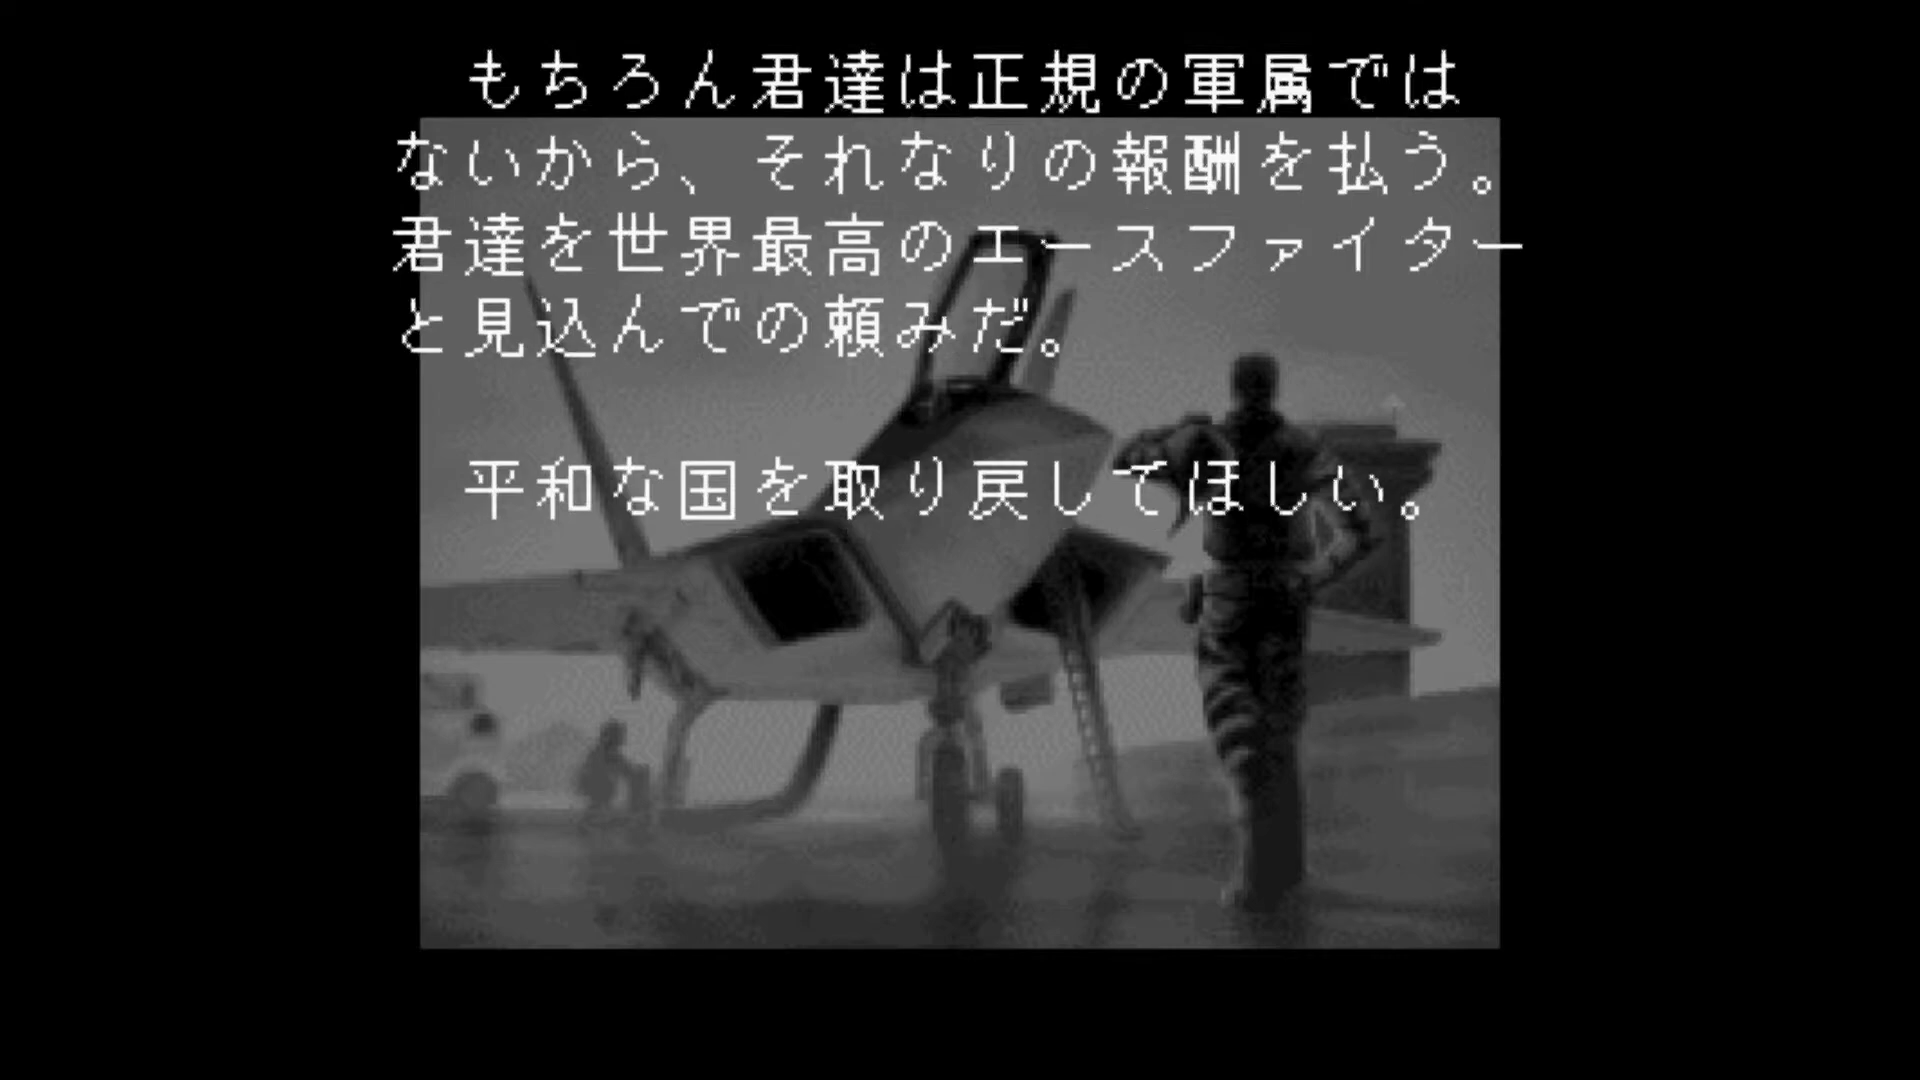 もちろん君達は正規の軍属では
ないから、それなりの報酬を払う。
君達を世界最高のエースファイター
と見込んでの頼みだ。
平和な国を取り戻してほしい。